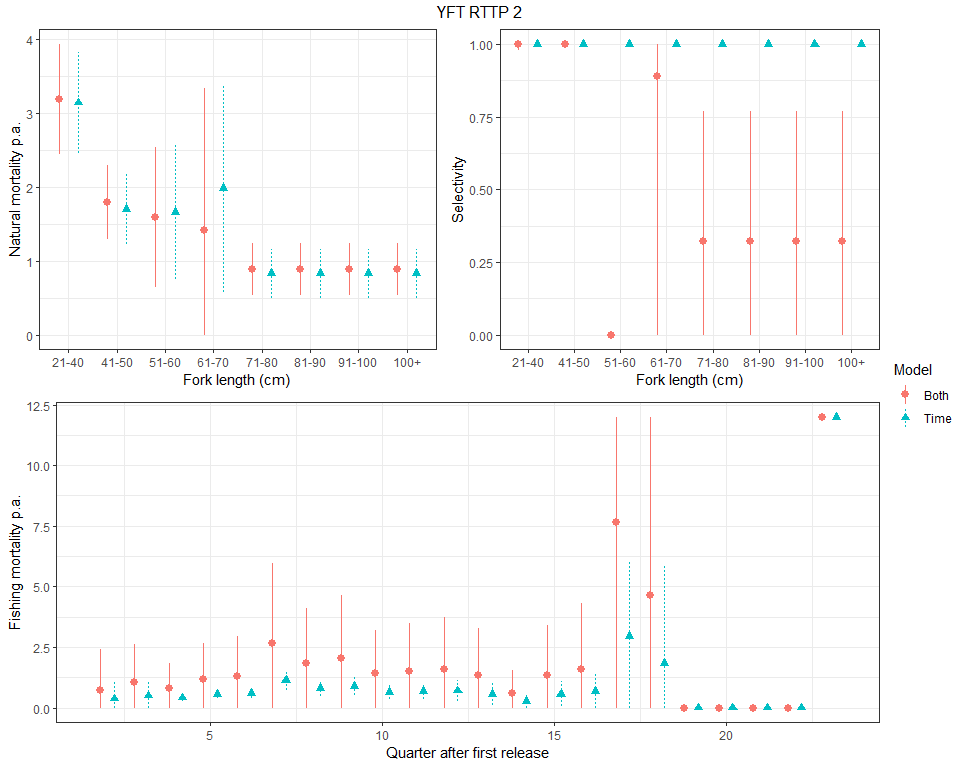 YFT RTTP 2
Natural mortality p.a.
4
3
2
1
0
21-40 41-50 51-60 61-70 71-80 81-90 91-100 100+
Fork length (cm)
Selectivity
1.00
0.75
0.50
0.25
0.00
21-40 41-50 51-60 61-70 71-80 81-90 91-100 100+
Fork length (cm)
Model
Both
Time
Fishing mortality p.a.
12.5
10.0
7.5
5.0
2.5
0.0
5 10 15 20
Quarter after first release